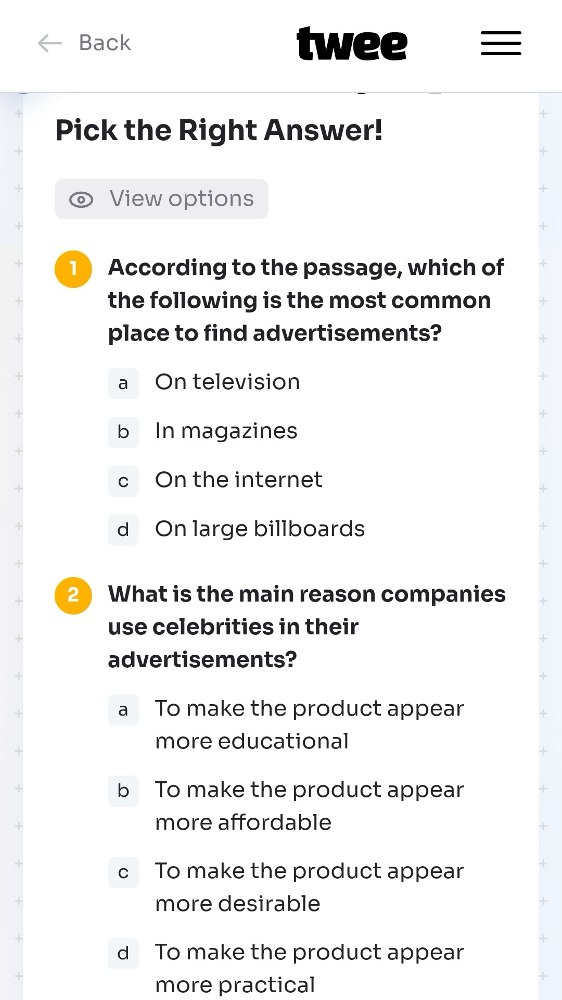 Back
twee
Pick the Right Answer!
View options
1
According to the passage, which of
the following is the most common
place to find advertisements?
a On television
b In magazines
c On the internet
d On large billboards
2
What is the main reason companies
use celebrities in their
advertisements?
a To make the product appear
more educational
b To make the product appear
more affordable
c To make the product appear
more desirable
d To make the product appear
more practical